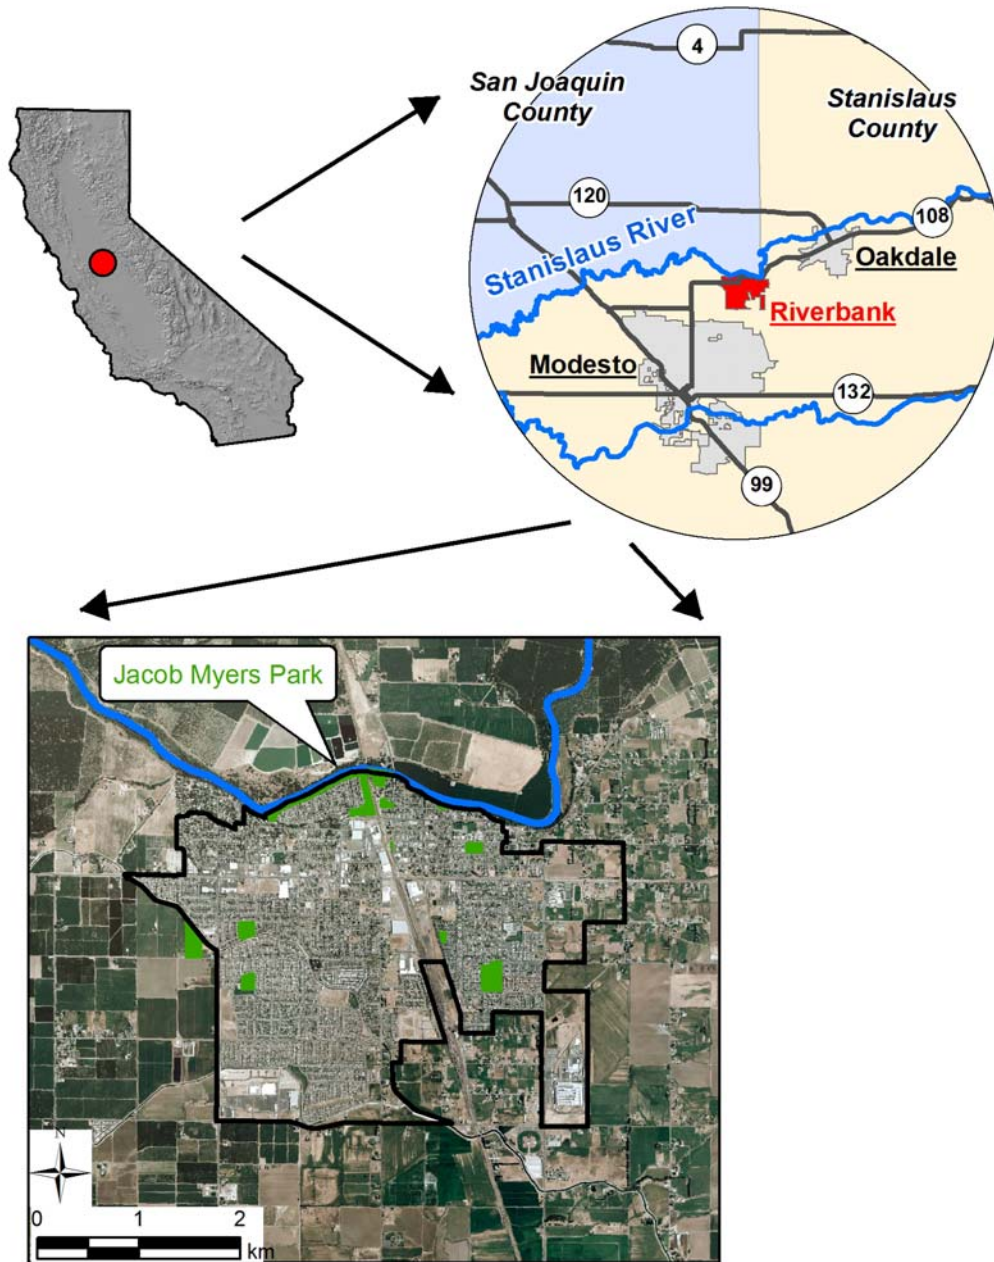 4
San Joaquin
County
Stanislaus
County
120
108
Stanislaus River
Oakdale
Riverbank
Modesto
132
99
Jacob Myers Park
N
0 1 2
km